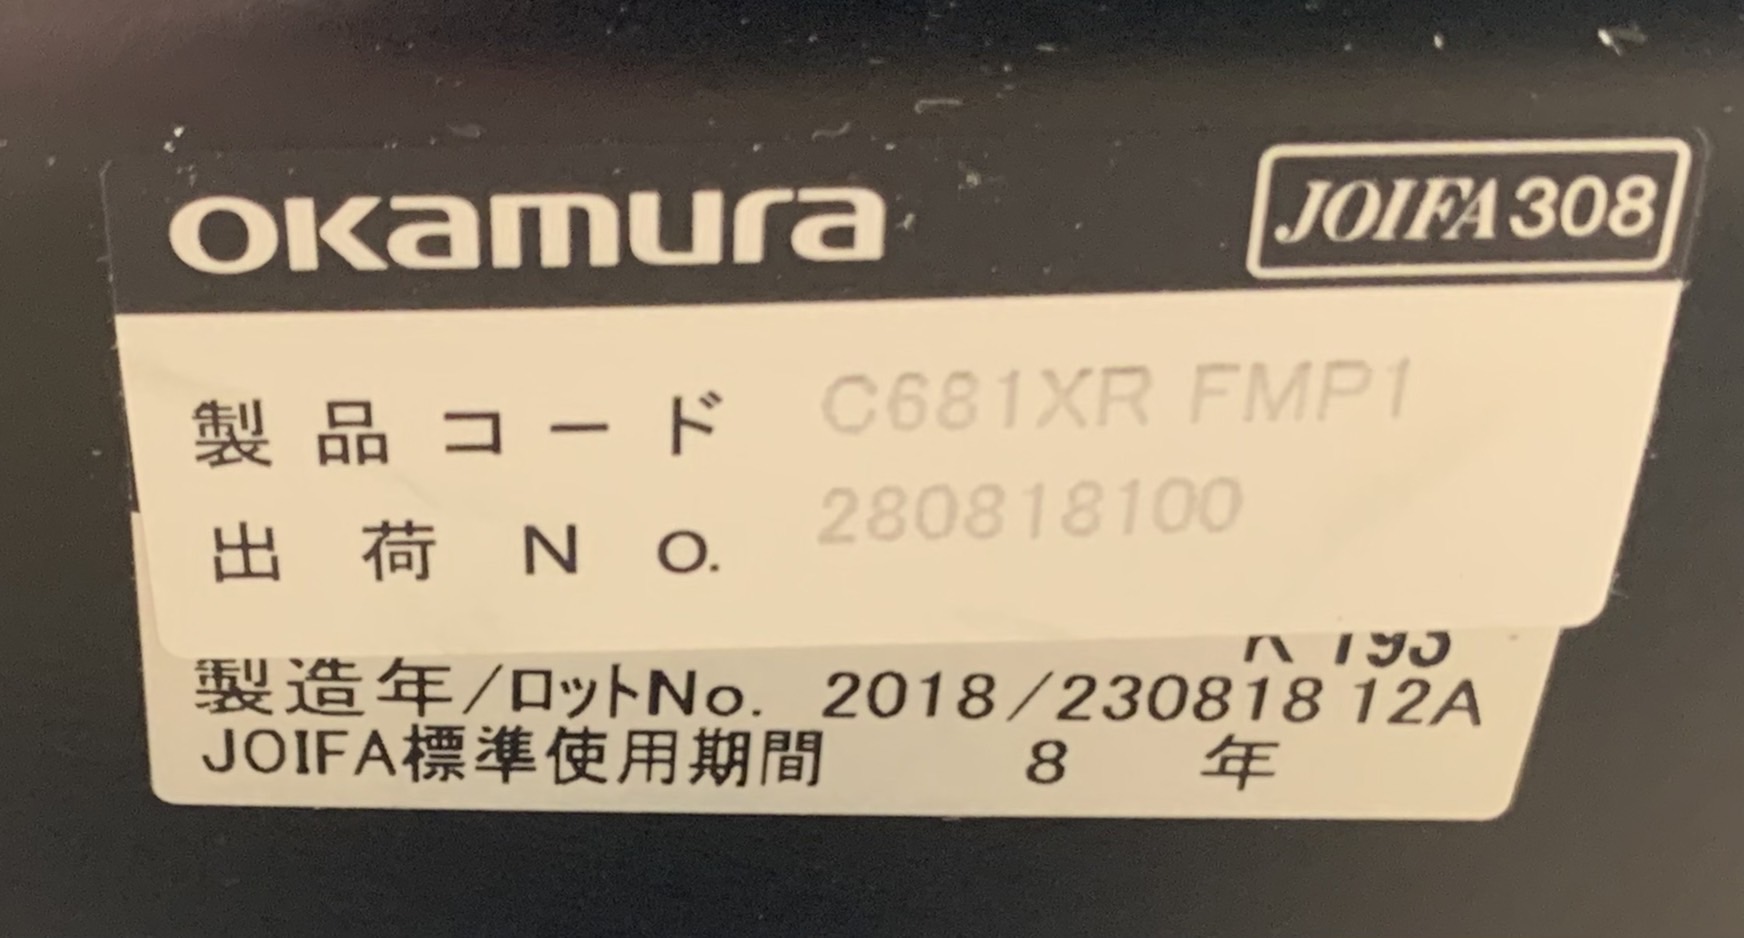 okamura JOIFA308
製品コード C681XR FMP1
出荷No. 280818100
製造年/ロットNo. 2018/230818 12A
JOIFA標準使用期間 8 年